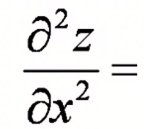 ∂²z/∂x² =